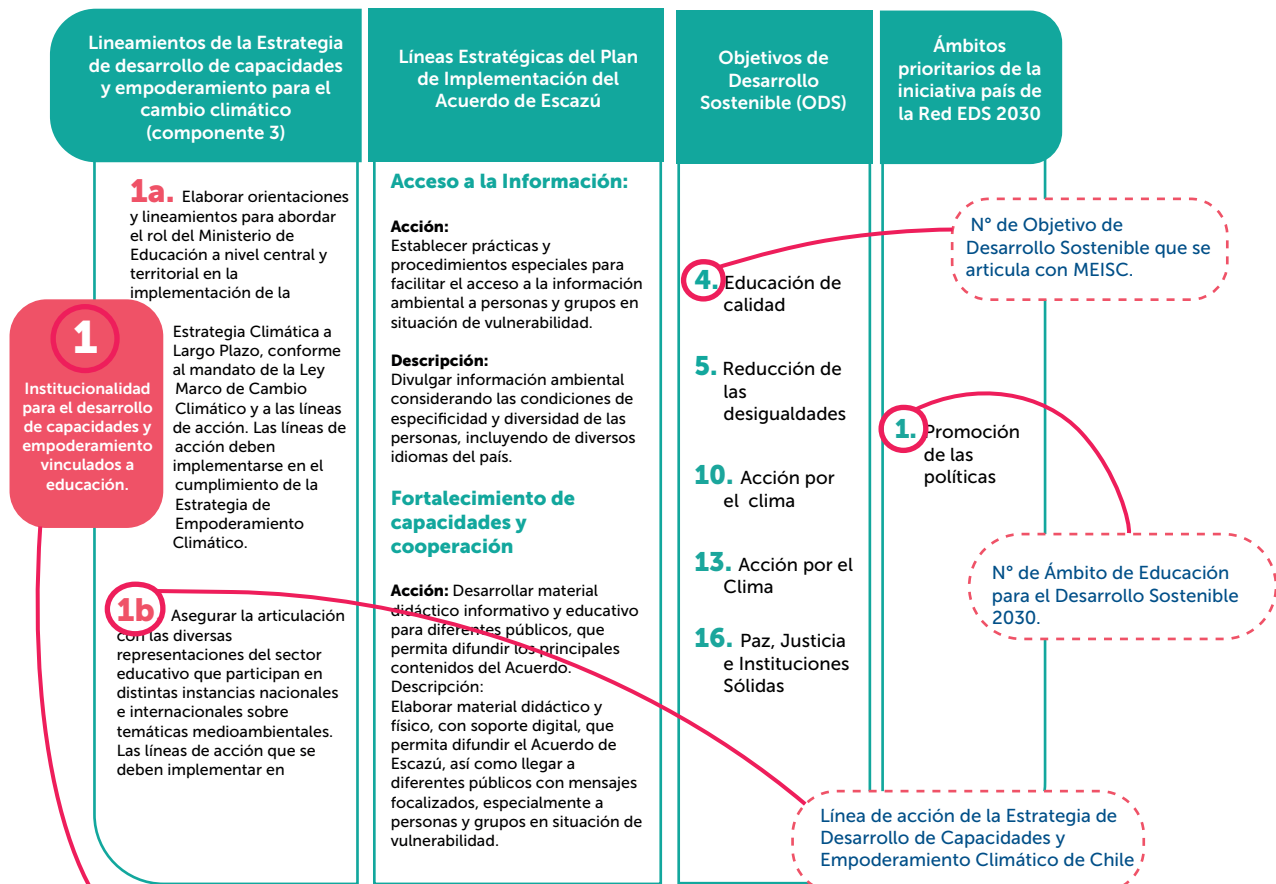 Lineamientos de la Estrategia
de desarrollo de capacidades
y empoderamiento para el
cambio climático
(componente 3)
Líneas Estratégicas del Plan
de Implementación del
Acuerdo de Escazú
Objetivos de
Desarrollo
Sostenible (ODS)
Ámbitos
prioritarios de la
iniciativa país de
la Red EDS 2030
1
Institucionalidad
para el desarrollo
de capacidades y
empoderamiento
vinculados a
educación.
1a. Elaborar orientaciones
y lineamientos para abordar
el rol del Ministerio de
Educación a nivel central y
territorial en la
implementación de la
Estrategia Climática a
Largo Plazo, conforme
al mandato de la Ley
Marco de Cambio
Climático y a las líneas
de acción. Las líneas de
acción deben
implementarse en el
cumplimiento de la
Estrategia de
Empoderamiento
Climático.
1b Asegurar la articulación
con las diversas
representaciones del sector
educativo que participan en
distintas instancias nacionales
e internacionales sobre
temáticas medioambientales.
Las líneas de acción que se
deben implementar en
Acceso a la Información:
Acción:
Establecer prácticas y
procedimientos especiales para
facilitar el acceso a la información
ambiental a personas y grupos en
situación de vulnerabilidad.
Descripción:
Divulgar información ambiental
considerando las condiciones de
especificidad y diversidad de las
personas, incluyendo de diversos
idiomas del país.
Fortalecimiento de
capacidades y
cooperación
Acción: Desarrollar material
didáctico informativo y educativo
para diferentes públicos, que
permita difundir los principales
contenidos del Acuerdo.
Descripción:
Elaborar material didáctico y
físico, con soporte digital, que
permita difundir el Acuerdo de
Escazú, así como llegar a
diferentes públicos con mensajes
focalizados, especialmente a
personas y grupos en situación de
vulnerabilidad.
4. Educación de
calidad
5. Reducción de
las
desigualdades
10. Acción por
el clima
13. Acción por el
Clima
16. Paz, Justicia
e Instituciones
Sólidas
1. Promoción
de las
políticas
N° de Objetivo de
Desarrollo Sostenible que se
articula con MEISC.
N° de Ámbito de Educación
para el Desarrollo Sostenible
2030.
Línea de acción de la Estrategia de
Desarrollo de Capacidades y
Empoderamiento Climático de Chile